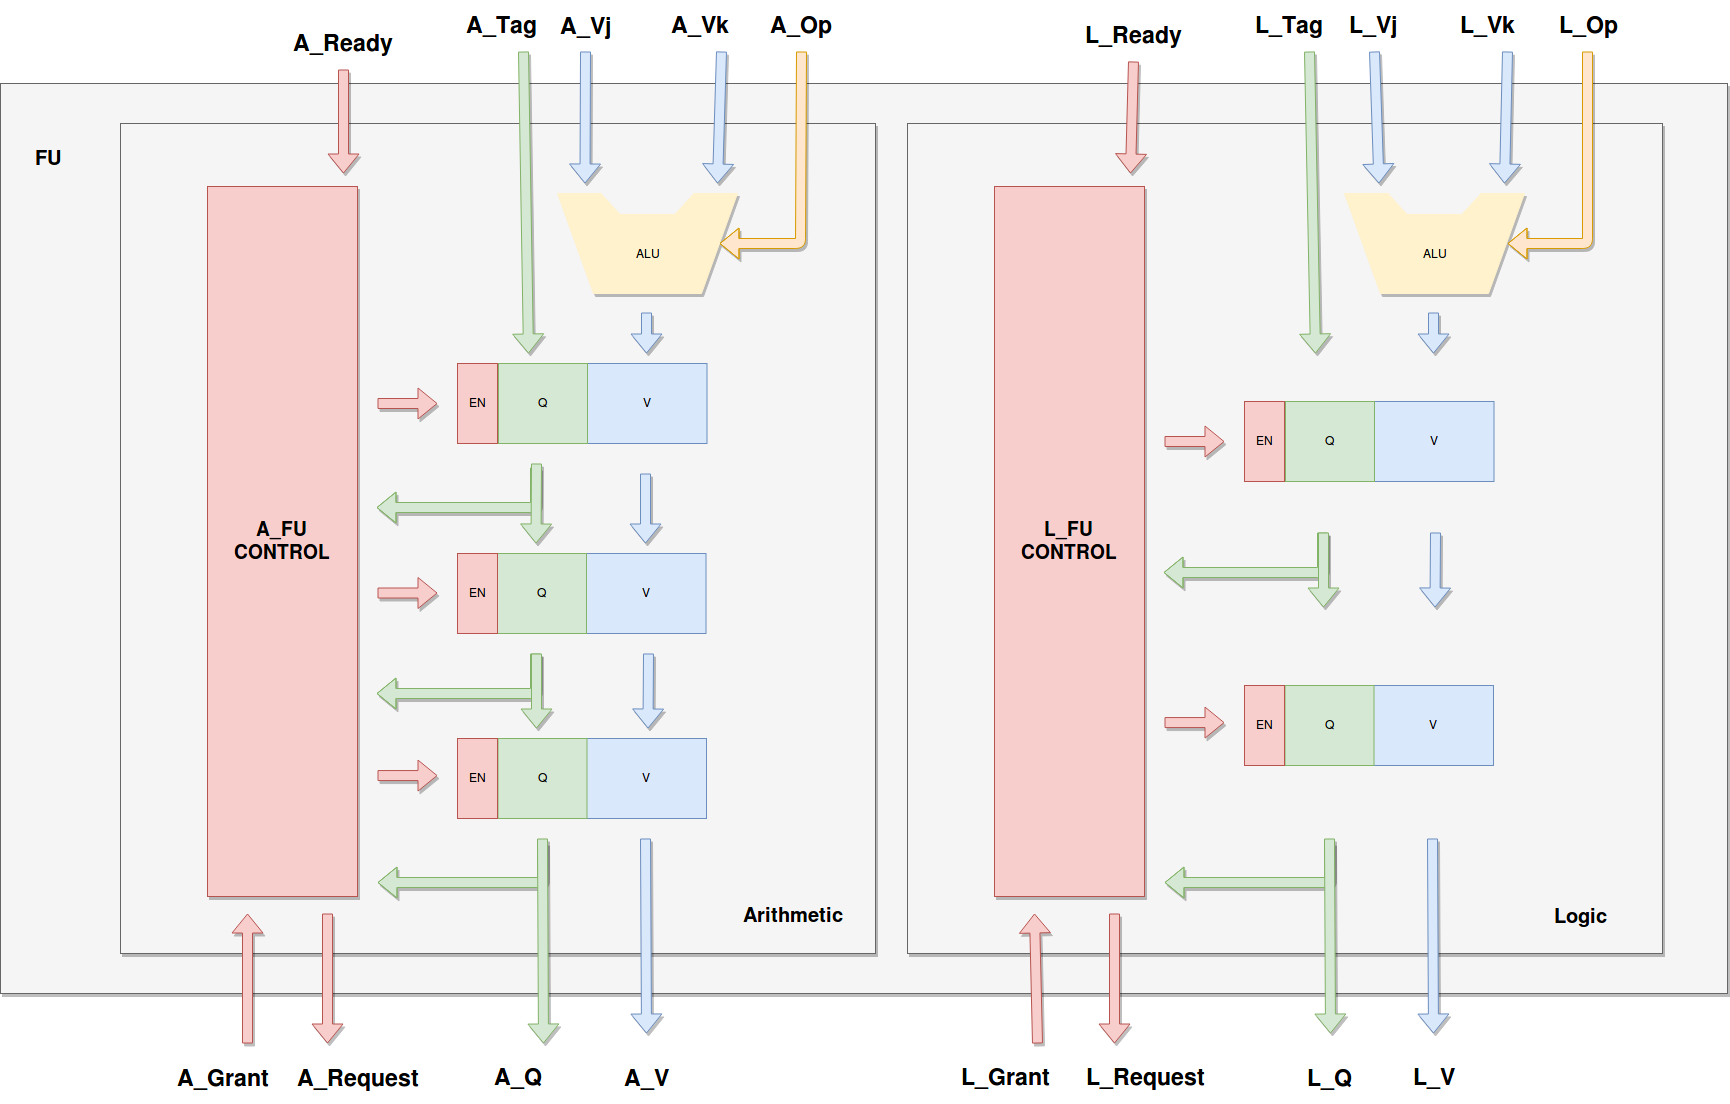 A_Ready
A_Tag
A_Vj
A_Vk
A_Op
L_Ready
L_Tag
L_Vj
L_Vk
L_Op
FU
ALU
EN Q V
A_FU
CONTROL
EN Q V
EN Q V
Arithmetic
ALU
EN Q V
L_FU
CONTROL
EN Q V
Logic
A_Grant
A_Request
A_Q
A_V
L_Grant
L_Request
L_Q
L_V